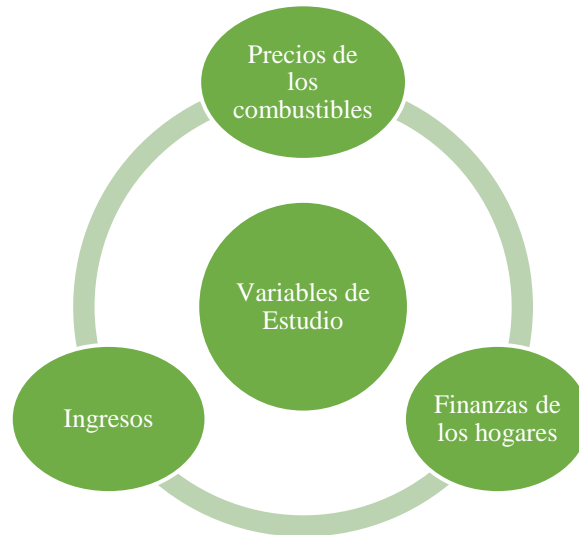 Precios de
los
combustibles
Variables de
Estudio
Ingresos
Finanzas de
los hogares